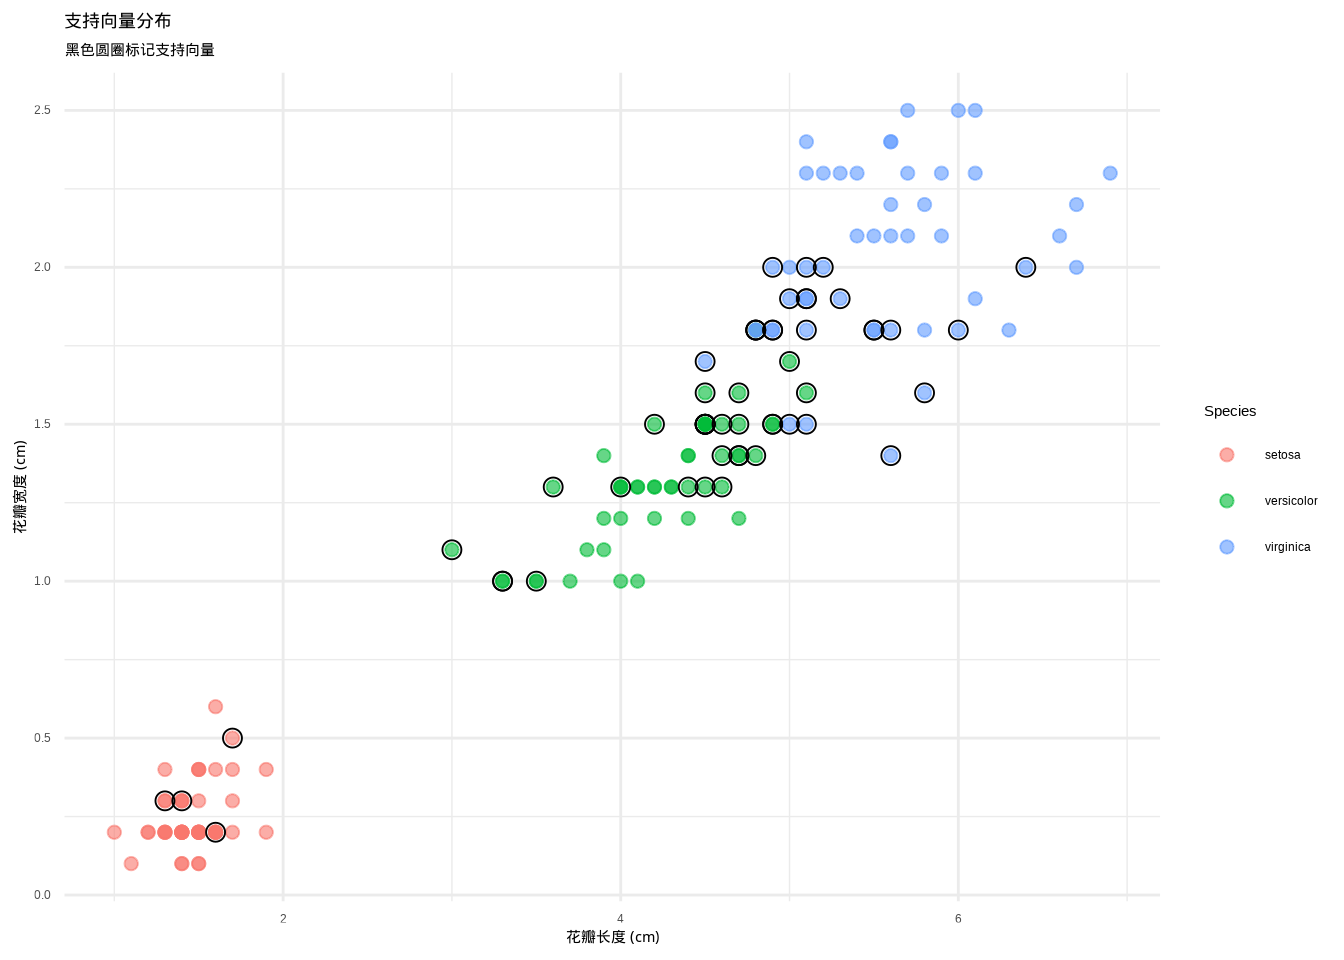 支持向量分布
黑色圆圈标记支持向量
2.5
2.0
1.5
1.0
0.5
0.0
花瓣宽度 (cm)
2
4
6
花瓣长度 (cm)
Species
setosa
versicolor
virginica